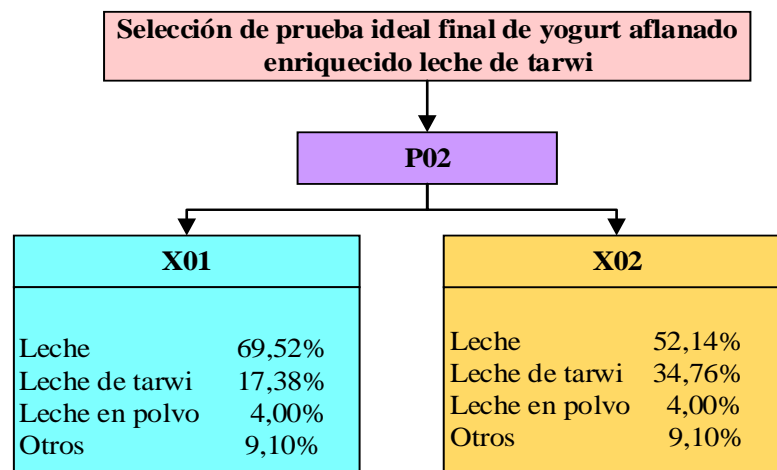 Selección de prueba ideal final de yogurt aflanado
enriquecido leche de tarwi
P02
X01
Leche 69,52%
Leche de tarwi 17,38%
Leche en polvo 4,00%
Otros 9,10%
X02
Leche 52,14%
Leche de tarwi 34,76%
Leche en polvo 4,00%
Otros 9,10%